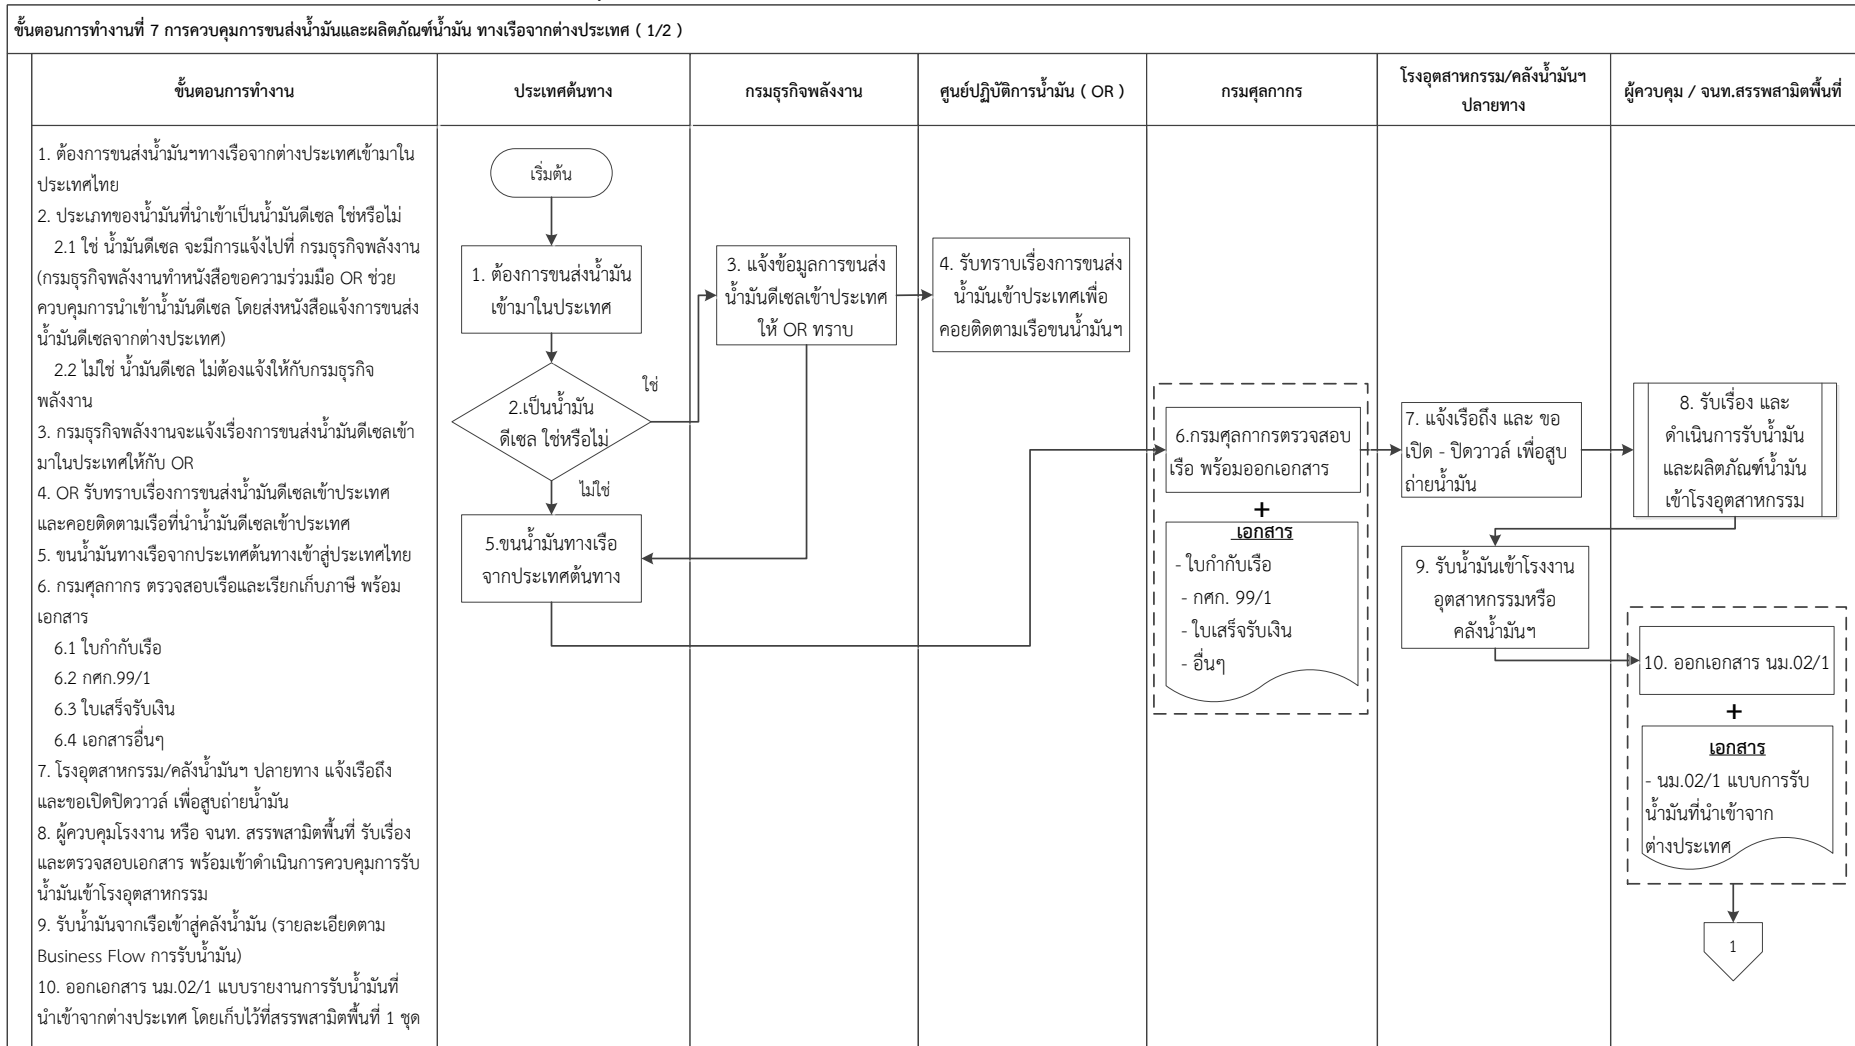 ขั้นตอนการทำงานที่ 7 การควบคุมการขนส่งน้ำมันและผลิตภัณฑ์น้ำมัน ทางเรือจากต่างประเทศ ( 1/2 )
ขั้นตอนการทำงาน
ประเทศต้นทาง
กรมธุรกิจพลังงาน
ศูนย์ปฏิบัติการน้ำมัน ( OR )
กรมศุลกากร
โรงอุตสาหกรรม/คลังน้ำมันฯ
ปลายทาง
ผู้ควบคุม / จนท.สรรพสามิตพื้นที่
1. ต้องการขนส่งน้ำมันฯทางเรือจากต่างประเทศเข้ามาใน
ประเทศไทย
2. ประเภทของน้ำมันที่นำเข้าเป็นน้ำมันดีเซล ใช่หรือไม่
2.1 ใช่ น้ำมันดีเซล จะมีการแจ้งไปที่ กรมธุรกิจพลังงาน
(กรมธุรกิจพลังงานทำหนังสือขอความร่วมมือ OR ช่วย
ควบคุมการนำเข้าน้ำมันดีเซล โดยส่งหนังสือแจ้งการขนส่ง
น้ำมันดีเซลจากต่างประเทศ)
2.2 ไม่ใช่ น้ำมันดีเซล ไม่ต้องแจ้งให้กับกรมธุรกิจ
พลังงาน
3. กรมธุรกิจพลังงานจะแจ้งเรื่องการขนส่งน้ำมันดีเซลเข้า
มาในประเทศให้กับ OR
4. OR รับทราบเรื่องการขนส่งน้ำมันดีเซลเข้าประเทศ
และคอยติดตามเรือที่นำน้ำมันดีเซลเข้าประเทศ
5. ขนน้ำมันทางเรือจากประเทศต้นทางเข้าสู่ประเทศไทย
6. กรมศุลกากร ตรวจสอบเรือและเรียกเก็บภาษี พร้อม
เอกสาร
6.1 ใบกำกับเรือ
6.2 กศก.99/1
6.3 ใบเสร็จรับเงิน
6.4 เอกสารอื่นๆ
7. โรงอุตสาหกรรม/คลังน้ำมันฯ ปลายทาง แจ้งเรือถึง
และขอเปิดปิดวาวล์ เพื่อสูบถ่ายน้ำมัน
8. ผู้ควบคุมโรงงาน หรือ จนท. สรรพสามิตพื้นที่ รับเรื่อง
และตรวจสอบเอกสาร พร้อมเข้าดำเนินการควบคุมการรับ
น้ำมันเข้าโรงอุตสาหกรรม
9. รับน้ำมันจากเรือเข้าสู่คลังน้ำมัน (รายละเอียดตาม
Business Flow การรับน้ำมัน)
10. ออกเอกสาร นม.02/1 แบบรายงานการรับน้ำมันที่
นำเข้าจากต่างประเทศ โดยเก็บไว้ที่สรรพสามิตพื้นที่ 1 ชุด
เริ่มต้น
1. ต้องการขนส่งน้ำมัน
เข้ามาในประเทศ
2.เป็นน้ำมัน
ดีเซล ใช่หรือไม่
ใช่
ไม่ใช่
3. แจ้งข้อมูลการขนส่ง
น้ำมันดีเซลเข้าประเทศ
ให้ OR ทราบ
4. รับทราบเรื่องการขนส่ง
น้ำมันเข้าประเทศเพื่อ
คอยติดตามเรือขนน้ำมันฯ
5.ขนน้ำมันทางเรือ
จากประเทศต้นทาง
6.กรมศุลกากรตรวจสอบ
เรือ พร้อมออกเอกสาร
+
เอกสาร
- ใบกำกับเรือ
- กศก. 99/1
- ใบเสร็จรับเงิน
- อื่นๆ
7. แจ้งเรือถึง และ ขอ
เปิด - ปิดวาวล์ เพื่อสูบ
ถ่ายน้ำมัน
8. รับเรื่อง และ
ดำเนินการรับน้ำมัน
และผลิตภัณฑ์น้ำมัน
เข้าโรงอุตสาหกรรม
9. รับน้ำมันเข้าโรงงาน
อุตสาหกรรมหรือ
คลังน้ำมันฯ
10. ออกเอกสาร นม.02/1
+
เอกสาร
- นม.02/1 แบบการรับ
น้ำมันที่นำเข้าจาก
ต่างประเทศ
1